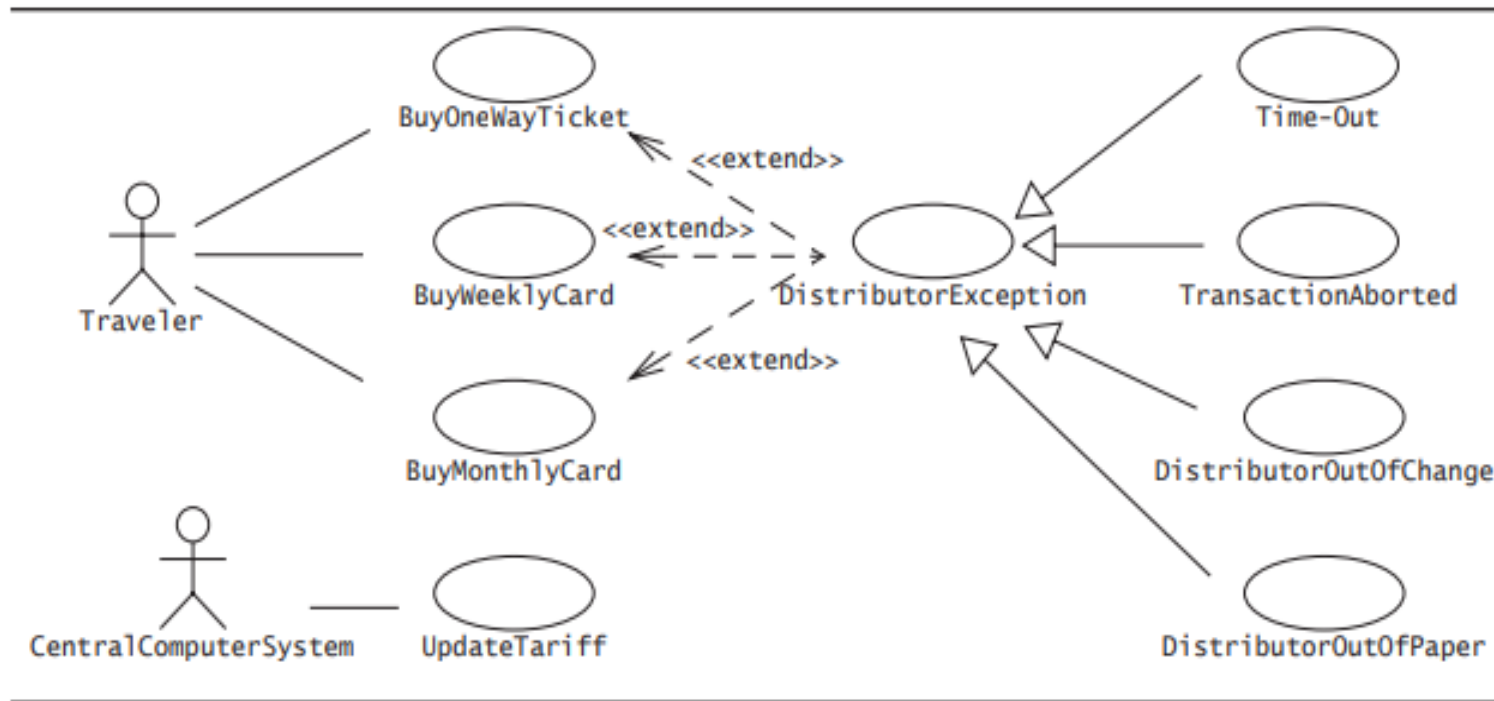 BuyOneWayTicket
Time-Out
<<extend>>
<<extend>>
BuyWeeklyCard
DistributorException
TransactionAborted
Traveler
<<extend>>
BuyMonthlyCard
DistributorOutOfChange
CentralComputerSystem
UpdateTariff
DistributorOutOfPaper